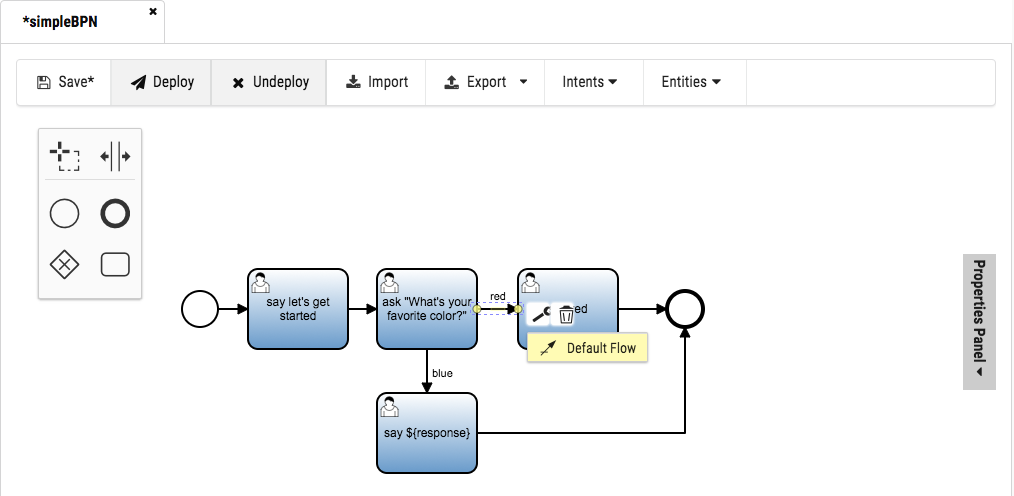 *simpleBPN
Save*
Deploy
Undeploy
Import
Export
Intents
Entities
say let's get
started
ask "What's your
favorite color?"
red
ed
Default Flow
blue
say ${response}
Properties Panel